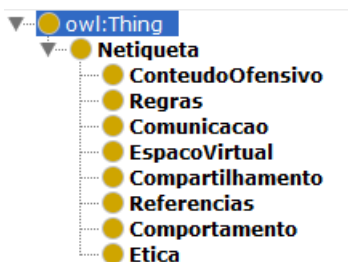 owl:Thing
Netiqueta
ConteudoOfensivo
Regras
Comunicacao
EspacoVirtual
Compartilhamento
Referencias
Comportamento
Etica